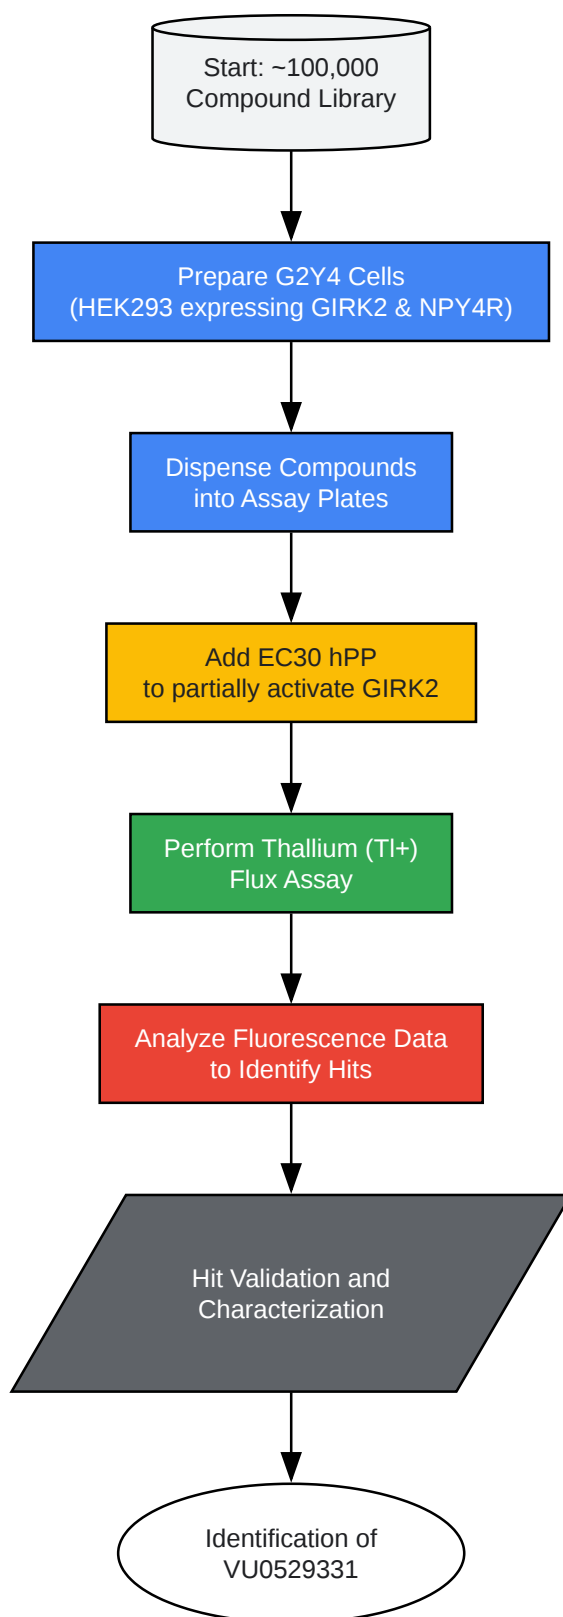 Start: ~100,000
Compound Library
Prepare G2Y4 Cells
(HEK293 expressing GIRK2 & NPY4R)
Dispense Compounds
into Assay Plates
Add EC30 hPP
to partially activate GIRK2
Perform Thallium (Tl+)
Flux Assay
Analyze Fluorescence Data
to Identify Hits
Hit Validation and
Characterization
Identification of
VU0529331